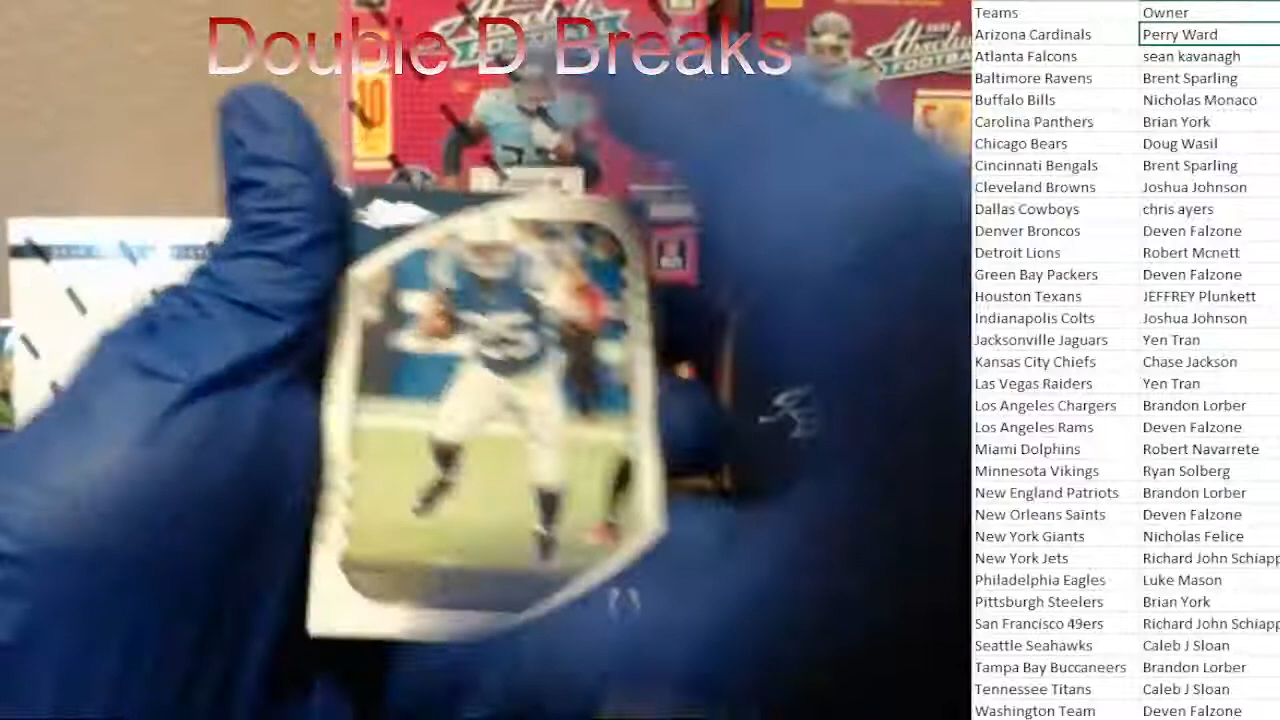 Double D Breaks
Absolute
FOOTBALL
Absolute
FOOTBALL
10
Teams Owner
Arizona Cardinals Perry Ward
Atlanta Falcons sean kavanagh
Baltimore Ravens Brent Sparling
Buffalo Bills Nicholas Monaco
Carolina Panthers Brian York
Chicago Bears Doug Wasil
Cincinnati Bengals Brent Sparling
Cleveland Browns Joshua Johnson
Dallas Cowboys chris ayers
Denver Broncos Deven Falzone
Detroit Lions Robert Mcnett
Green Bay Packers Deven Falzone
Houston Texans JEFFREY Plunkett
Indianapolis Colts Joshua Johnson
Jacksonville Jaguars Yen Tran
Kansas City Chiefs Chase Jackson
Las Vegas Raiders Yen Tran
Los Angeles Chargers Brandon Lorber
Los Angeles Rams Deven Falzone
Miami Dolphins Robert Navarrete
Minnesota Vikings Ryan Solberg
New England Patriots Brandon Lorber
New Orleans Saints Deven Falzone
New York Giants Nicholas Felice
New York Jets Richard John Schiapp
Philadelphia Eagles Luke Mason
Pittsburgh Steelers Brian York
San Francisco 49ers Richard John Schiapp
Seattle Seahawks Caleb J Sloan
Tampa Bay Buccaneers Brandon Lorber
Tennessee Titans Caleb J Sloan
Washington Team Deven Falzone